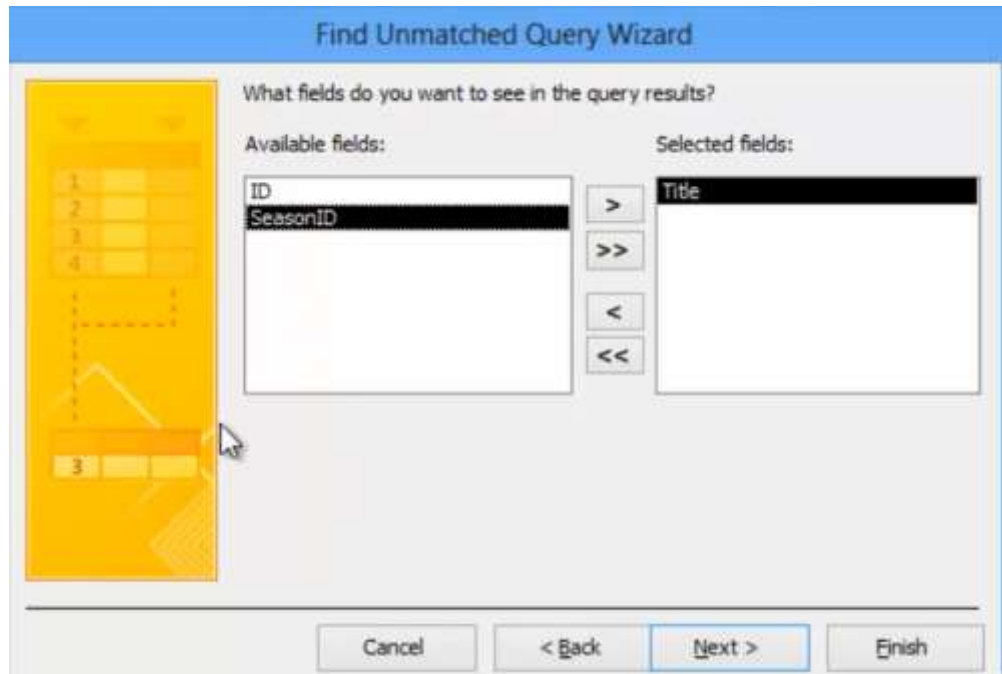 Find Unmatched Query Wizard
What fields do you want to see in the query results?
Available fields:
Selected fields:
ID
SeasonID
Title
>
>>
<
<<
1
2
3
4
3
Cancel
< Back
Next >
Finish